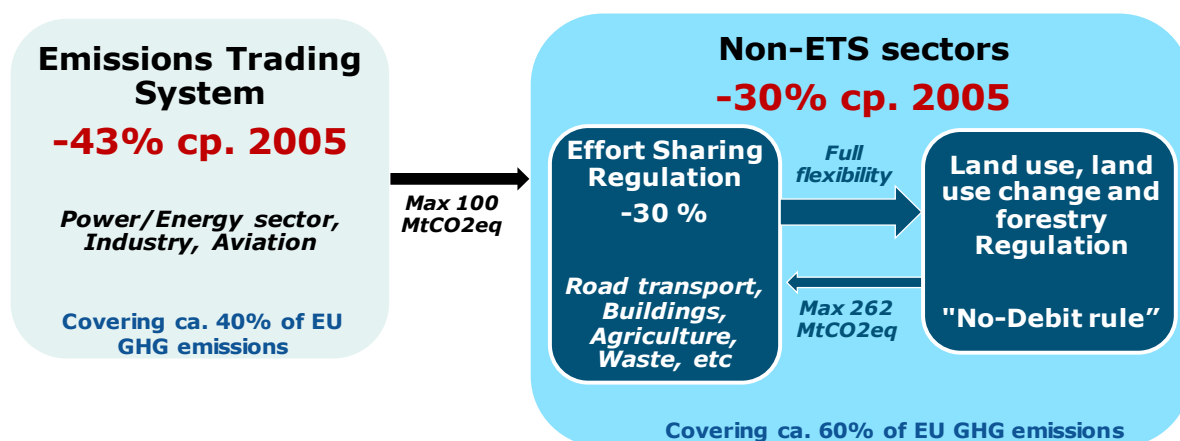 Emissions Trading
System
-43% cp. 2005
Power/Energy sector,
Industry, Aviation
Covering ca. 40% of EU
GHG emissions
Max 100
MtCO2eq
Non-ETS sectors
-30% cp. 2005
Effort Sharing
Regulation
-30 %
Road transport,
Buildings,
Agriculture,
Waste, etc
Full
flexibility
Max 262
MtCO2eq
Land use, land
use change and
forestry
Regulation
"No-Debit rule”
Covering ca. 60% of EU GHG emissions